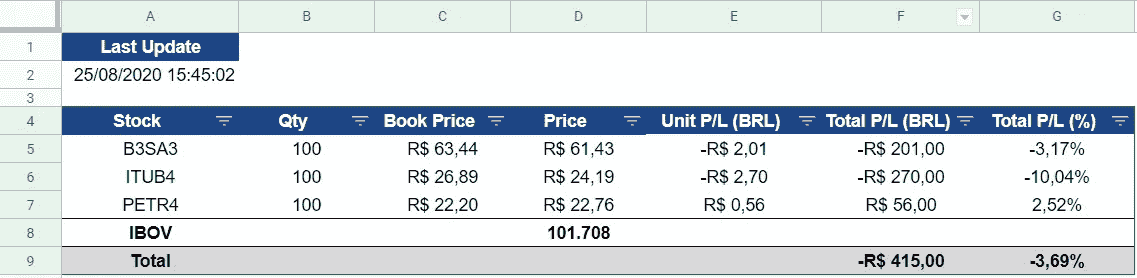 A B C D E F G
1 Last Update
2 25/08/2020 15:45:02
3
4 Stock Qty Book Price Price Unit P/L (BRL) Total P/L (BRL) Total P/L (%)
5 B3SA3 100 R$ 63,44 R$ 61,43 -R$ 2,01 -R$ 201,00 -3,17%
6 ITUB4 100 R$ 26,89 R$ 24,19 -R$ 2,70 -R$ 270,00 -10,04%
7 PETR4 100 R$ 22,20 R$ 22,76 R$ 0,56 R$ 56,00 2,52%
8 IBOV 101.708
9 Total -R$ 415,00 -3,69%